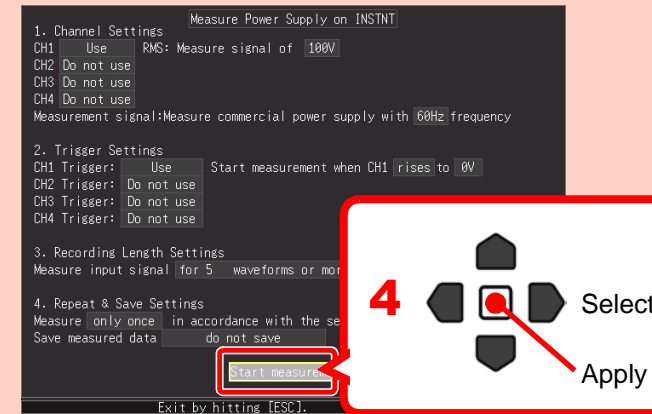 Measure Power Supply on INSTNT
1. Channel Settings
CH1 Use RMS: Measure signal of 100V
CH2 Do not use
CH3 Do not use
CH4 Do not use
Measurement signal:Measure commercial power supply with 60Hz frequency
2. Trigger Settings
CH1 Trigger: Use Start measurement when CH1 rises to 0V
CH2 Trigger: Do not use
CH3 Trigger: Do not use
CH4 Trigger: Do not use
3. Recording Length Settings
Measure input signal for 5 waveforms or mor
4. Repeat & Save Settings
Measure only once in accordance with the se
Save measured data do not save
Start measurem
Exit by hitting [ESC].
4
Select
Apply